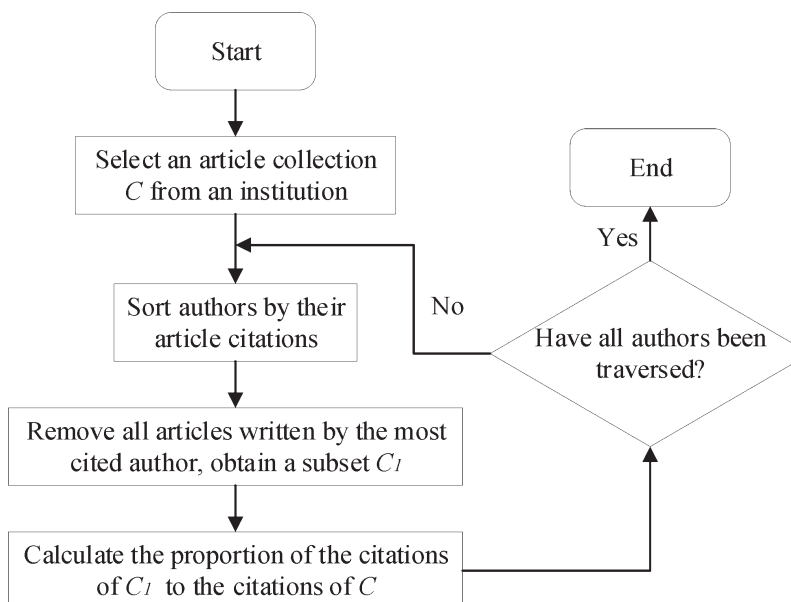 Start
Select an article collection
C from an institution
Sort authors by their
article citations
Remove all articles written by the most
cited author, obtain a subset C1
Calculate the proportion of the citations
of C1 to the citations of C
Have all authors been
traversed?
No
Yes
End